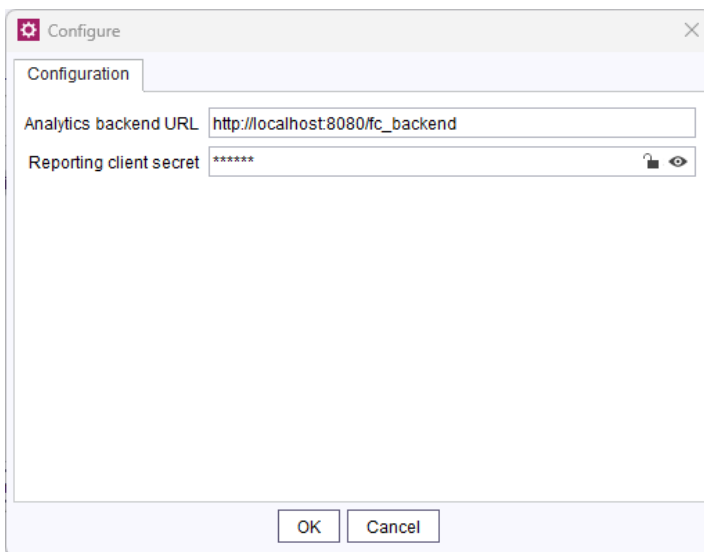 Configure
Configuration
Analytics backend URL http://localhost:8080/fc_backend
Reporting client secret ******
OK Cancel